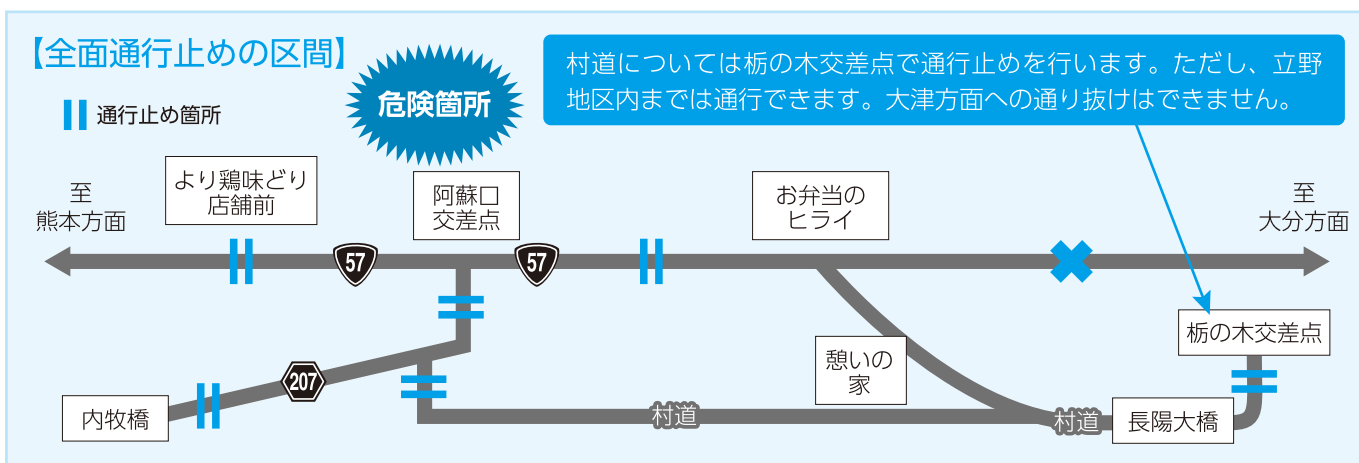 【全面通行止めの区間】
通行止め箇所
危険箇所
村道については栃の木交差点で通行止めを行います。ただし、立野
地区内までは通行できます。大津方面への通り抜けはできません。
至
熊本方面
より鶏味どり
店舗前
阿蘇口
交差点
お弁当の
ヒライ
至
大分方面
57
57
栃の木交差点
憩いの
家
207
内牧橋
村道
村道
長陽大橋